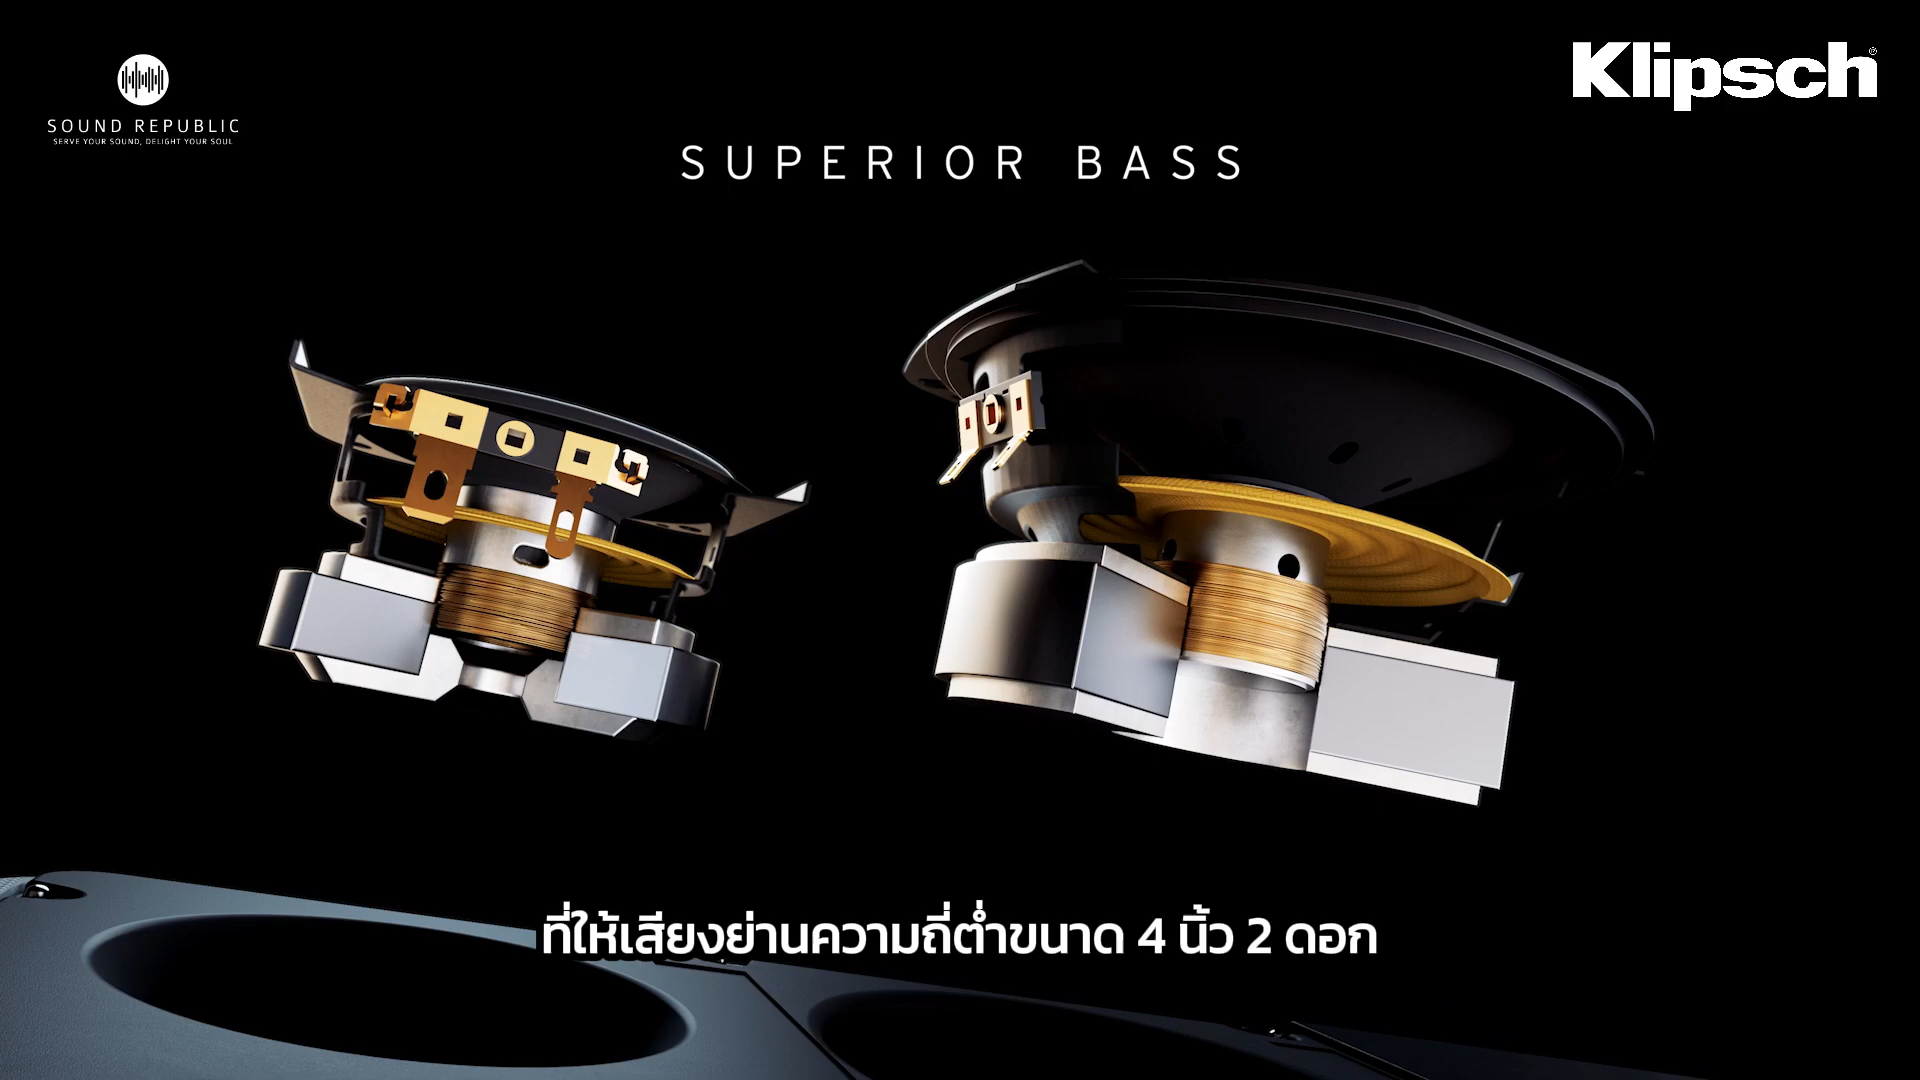 SOUND REPUBLIC
SERVE YOUR SOUND, DELIGHT YOUR SOUL
Klipsch®
SUPERIOR BASS
ที่ให้เสียงย่านความถี่ต่ำขนาด 4 นิ้ว 2 ดอก